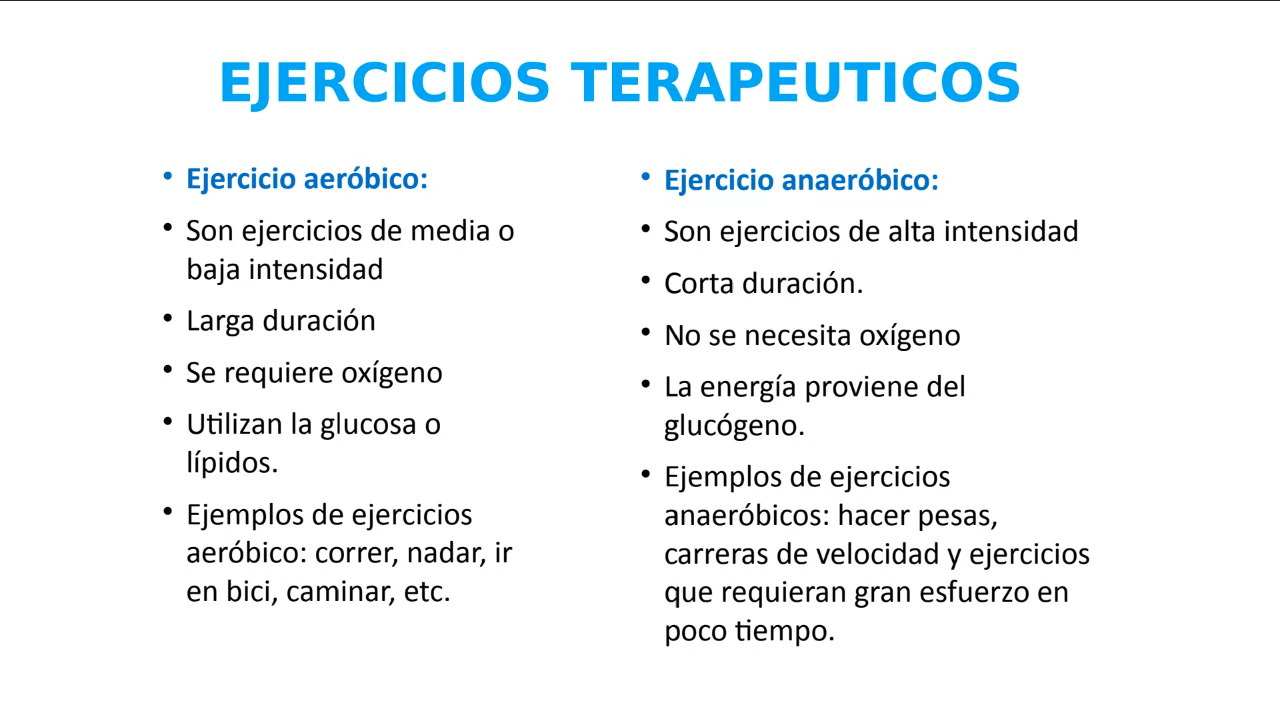 EJERCICIOS TERAPEUTICOS
• Ejercicio aeróbico:
• Son ejercicios de media o
baja intensidad
• Larga duración
• Se requiere oxígeno
• Utilizan la glucosa o
lípidos.
• Ejemplos de ejercicios
aeróbico: correr, nadar, ir
en bici, caminar, etc.
• Ejercicio anaeróbico:
• Son ejercicios de alta intensidad
• Corta duración.
• No se necesita oxígeno
• La energía proviene del
glucógeno.
• Ejemplos de ejercicios
anaeróbicos: hacer pesas,
carreras de velocidad y ejercicios
que requieran gran esfuerzo en
poco tiempo.